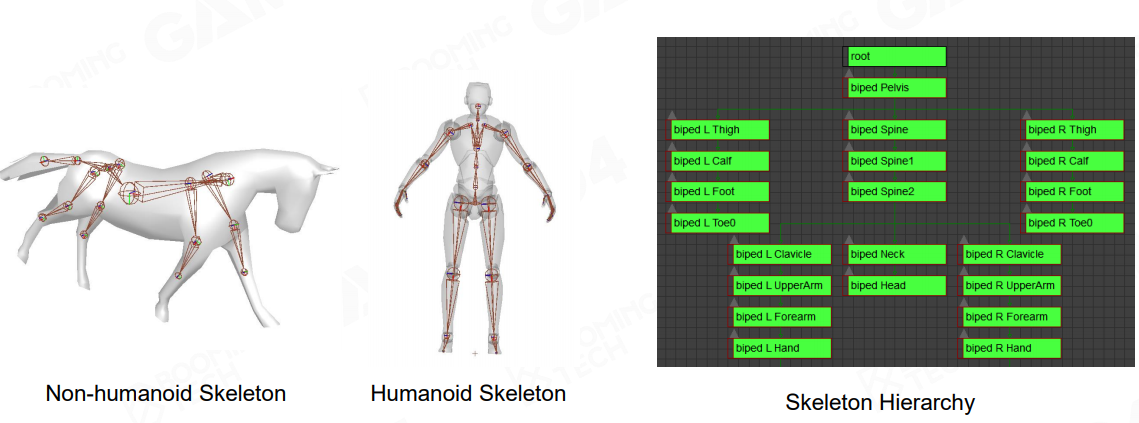 root
biped Pelvis
biped L Thigh
biped Spine
biped R Thigh
biped L Calf
biped Spine1
biped R Calf
biped L Foot
biped Spine2
biped R Foot
biped L Toe0
biped R Toe0
biped L Clavicle
biped Neck
biped R Clavicle
biped L UpperArm
biped Head
biped R UpperArm
biped L Forearm
biped R Forearm
biped L Hand
biped R Hand
Non-humanoid Skeleton
Humanoid Skeleton
Skeleton Hierarchy